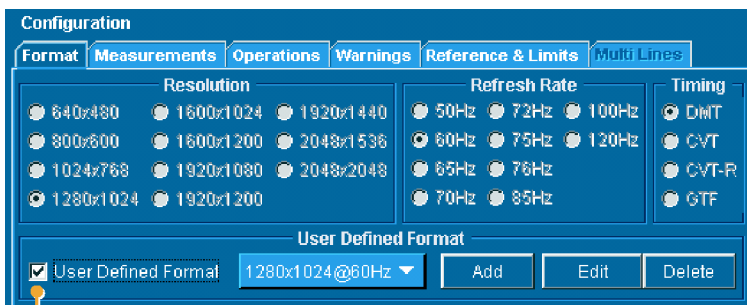 Configuration
Format Measurements Operations Warnings Reference & Limits Multi Lines
Resolution Refresh Rate Timing
640x480 1600x1024 1920x1440 50Hz 72Hz 100Hz DMT
800x600 1600x1200 2048x1536 60Hz 75Hz 120Hz CVT
1024x768 1920x1080 2048x2048 65Hz 76Hz CVT-R
1280x1024 1920x1200 70Hz 85Hz GTF
User Defined Format
User Defined Format 1280x1024@60Hz Add Edit Delete